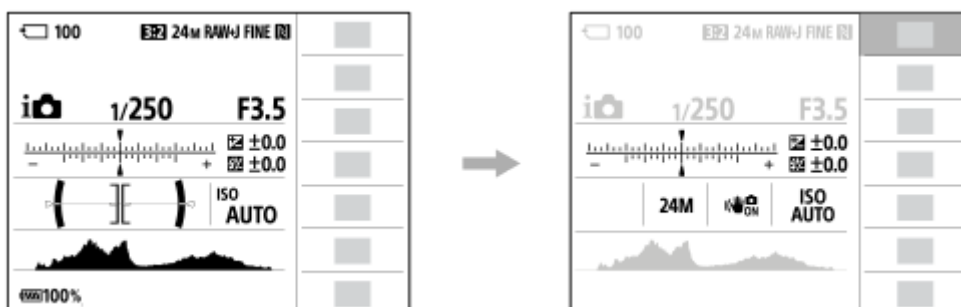 100 3:2 24M RAW+J FINE N
i 1/250 F3.5
±0.0
- + ±0.0
ISO
AUTO
100%
100 3:2 24M RAW+J FINE N
i 1/250 F3.5
±0.0
- + ±0.0
24M ON ISO
AUTO